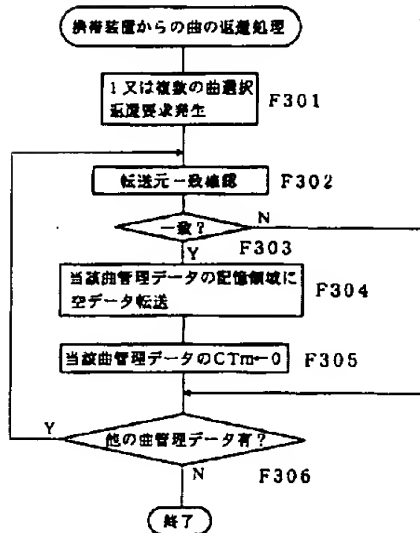 携帯装置からの曲の返還処理
1又は複数の曲選択
返還要求発生
F301
転送元一致確認
F302
一致?
N
F303
Y
当該曲管理データの記憶領域に
空データ転送
F304
当該曲管理データのCTm←0
F305
Y
他の曲管理データ有?
N
F306
終了